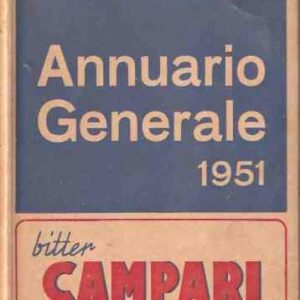 Annuario
Generale
1951
bitter
CAMPARI